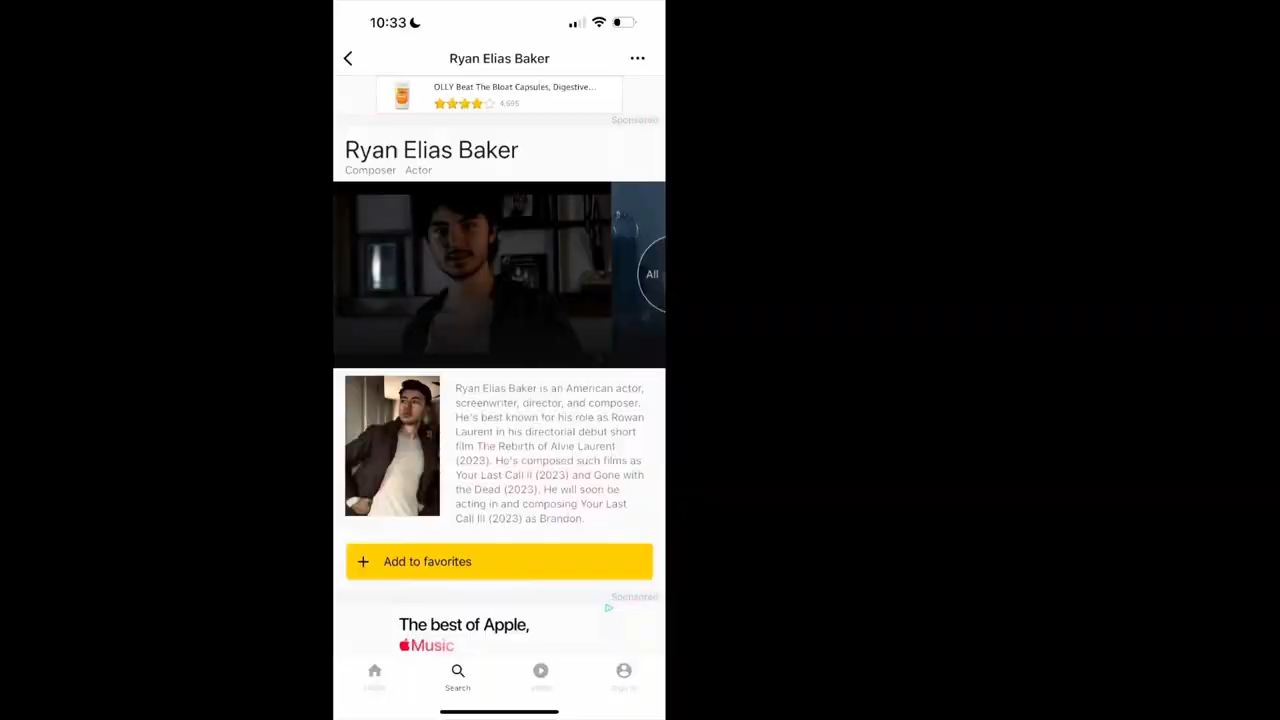 10:33
Ryan Elias Baker
OLLY Beat The Bloat Capsules, Digestive...
4,695
Sponsored
Ryan Elias Baker
Composer Actor
All
Ryan Elias Baker is an American actor,
screenwriter, director, and composer.
He's best known for his role as Rowan
Laurent in his directorial debut short
film The Rebirth of Alvie Laurent
(2023). He's composed such films as
Your Last Call II (2023) and Gone with
the Dead (2023). He will soon be
acting in and composing Your Last
Call III (2023) as Brandon.
+ Add to favorites
Sponsored
The best of Apple,
Music
Search